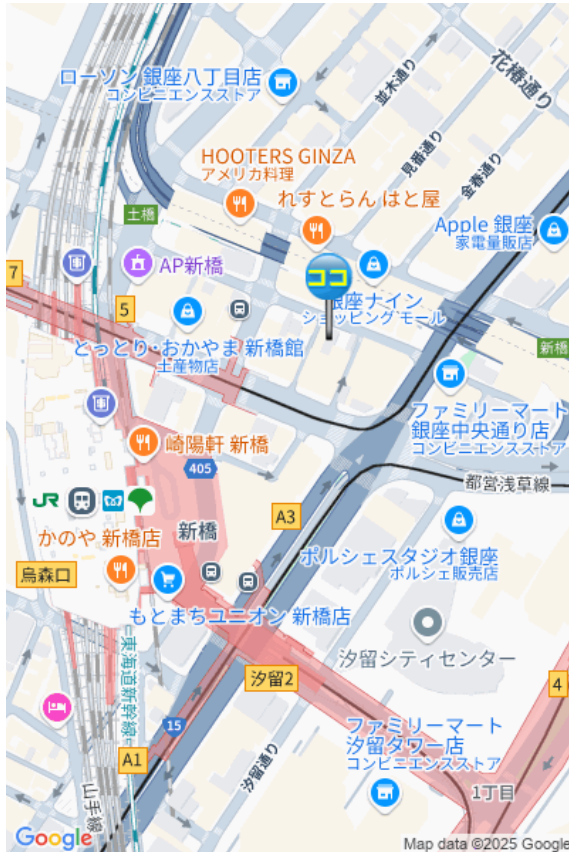 ローソン 銀座八丁目店
コンビニエンスストア
並木通り
花椿通り
見番通り
金春通り
HOOTERS GINZA
アメリカ料理
れすとらん はと屋
土橋
Apple 銀座
家電量販店
AP新橋
ココ
7
5
銀座ナイン
ショッピング モール
とっとり・おかやま 新橋館
土産物店
新橋
ファミリーマート
銀座中央通り店
コンビニエンスストア
崎陽軒 新橋
405
都営浅草線
JR
新橋
A3
かのや 新橋店
烏森口
ポルシェスタジオ銀座
ポルシェ販売店
もとまちユニオン 新橋店
汐留シティセンター
東海道新幹線
汐留2
4
15
ファミリーマート
汐留タワー店
コンビニエンスストア
A1
汐留通り
山手線
1丁目
Google
Map data ©2025 Google